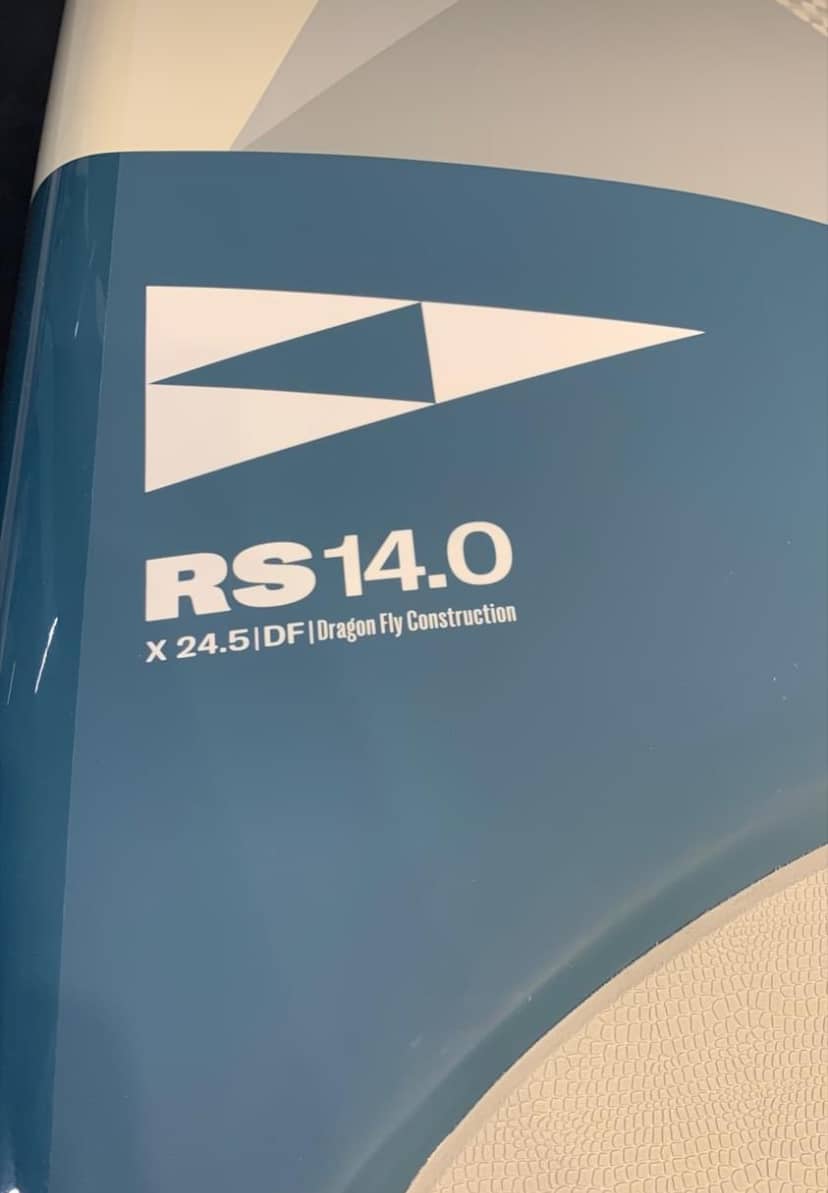 RS14.0
X 24.5|DF|Dragon Fly Construction